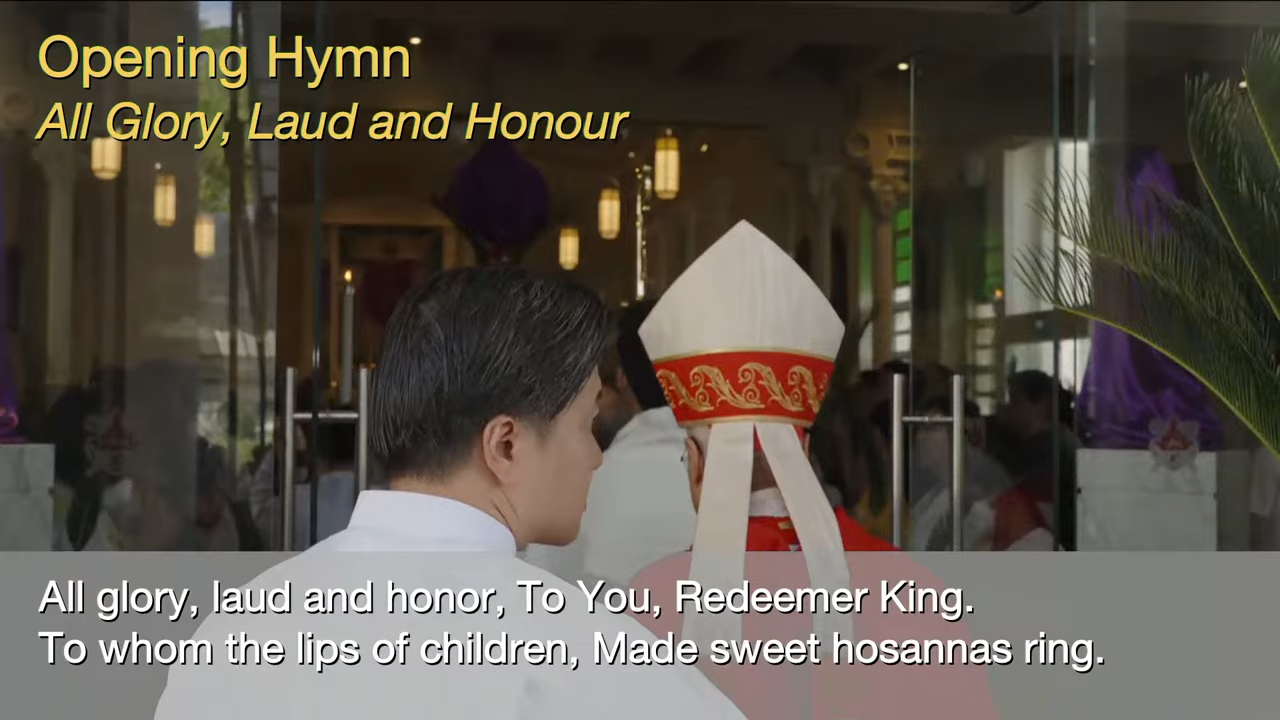 Opening Hymn
All Glory, Laud and Honour
All glory, laud and honor, To You, Redeemer King.
To whom the lips of children, Made sweet hosannas ring.